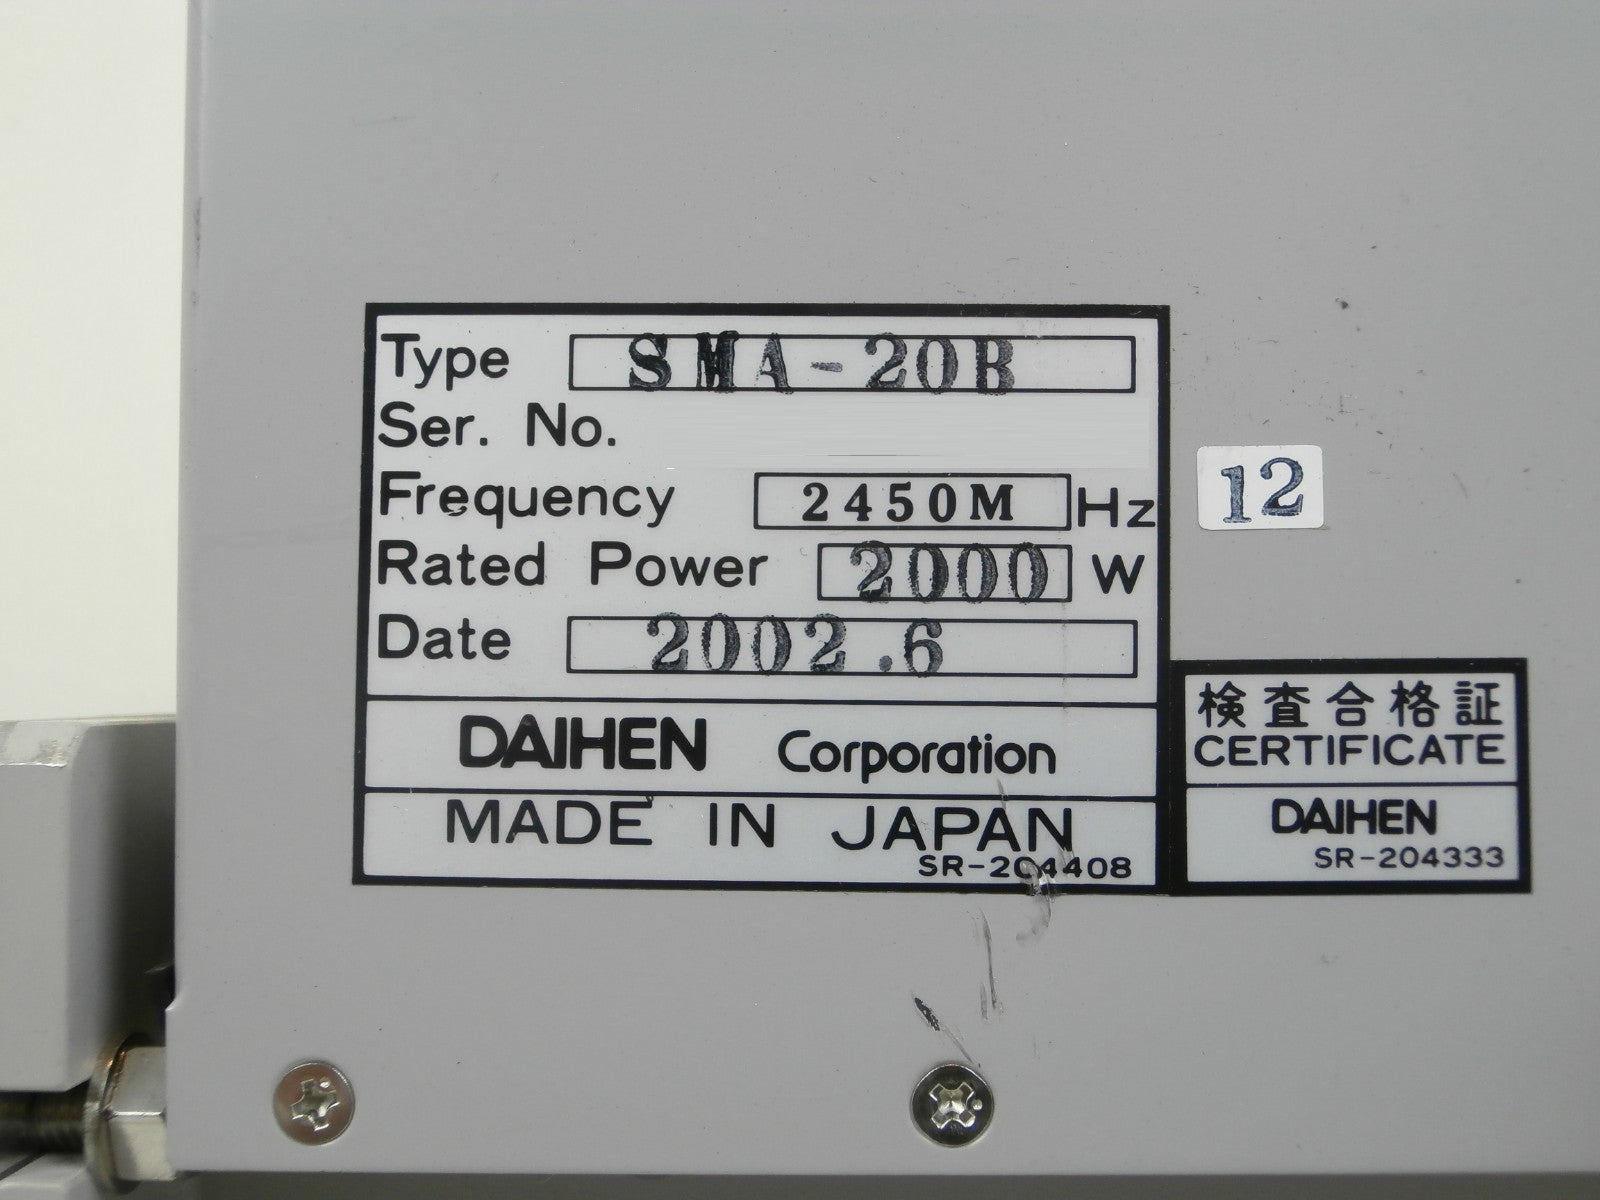 Type SMA-20B
Ser. No.
Frequency 2450M Hz
Rated Power 2000 W
Date 2002.6
DAIHEN Corporation
MADE IN JAPAN
SR-204408
12
検査合格証
CERTIFICATE
DAIHEN
SR-204333